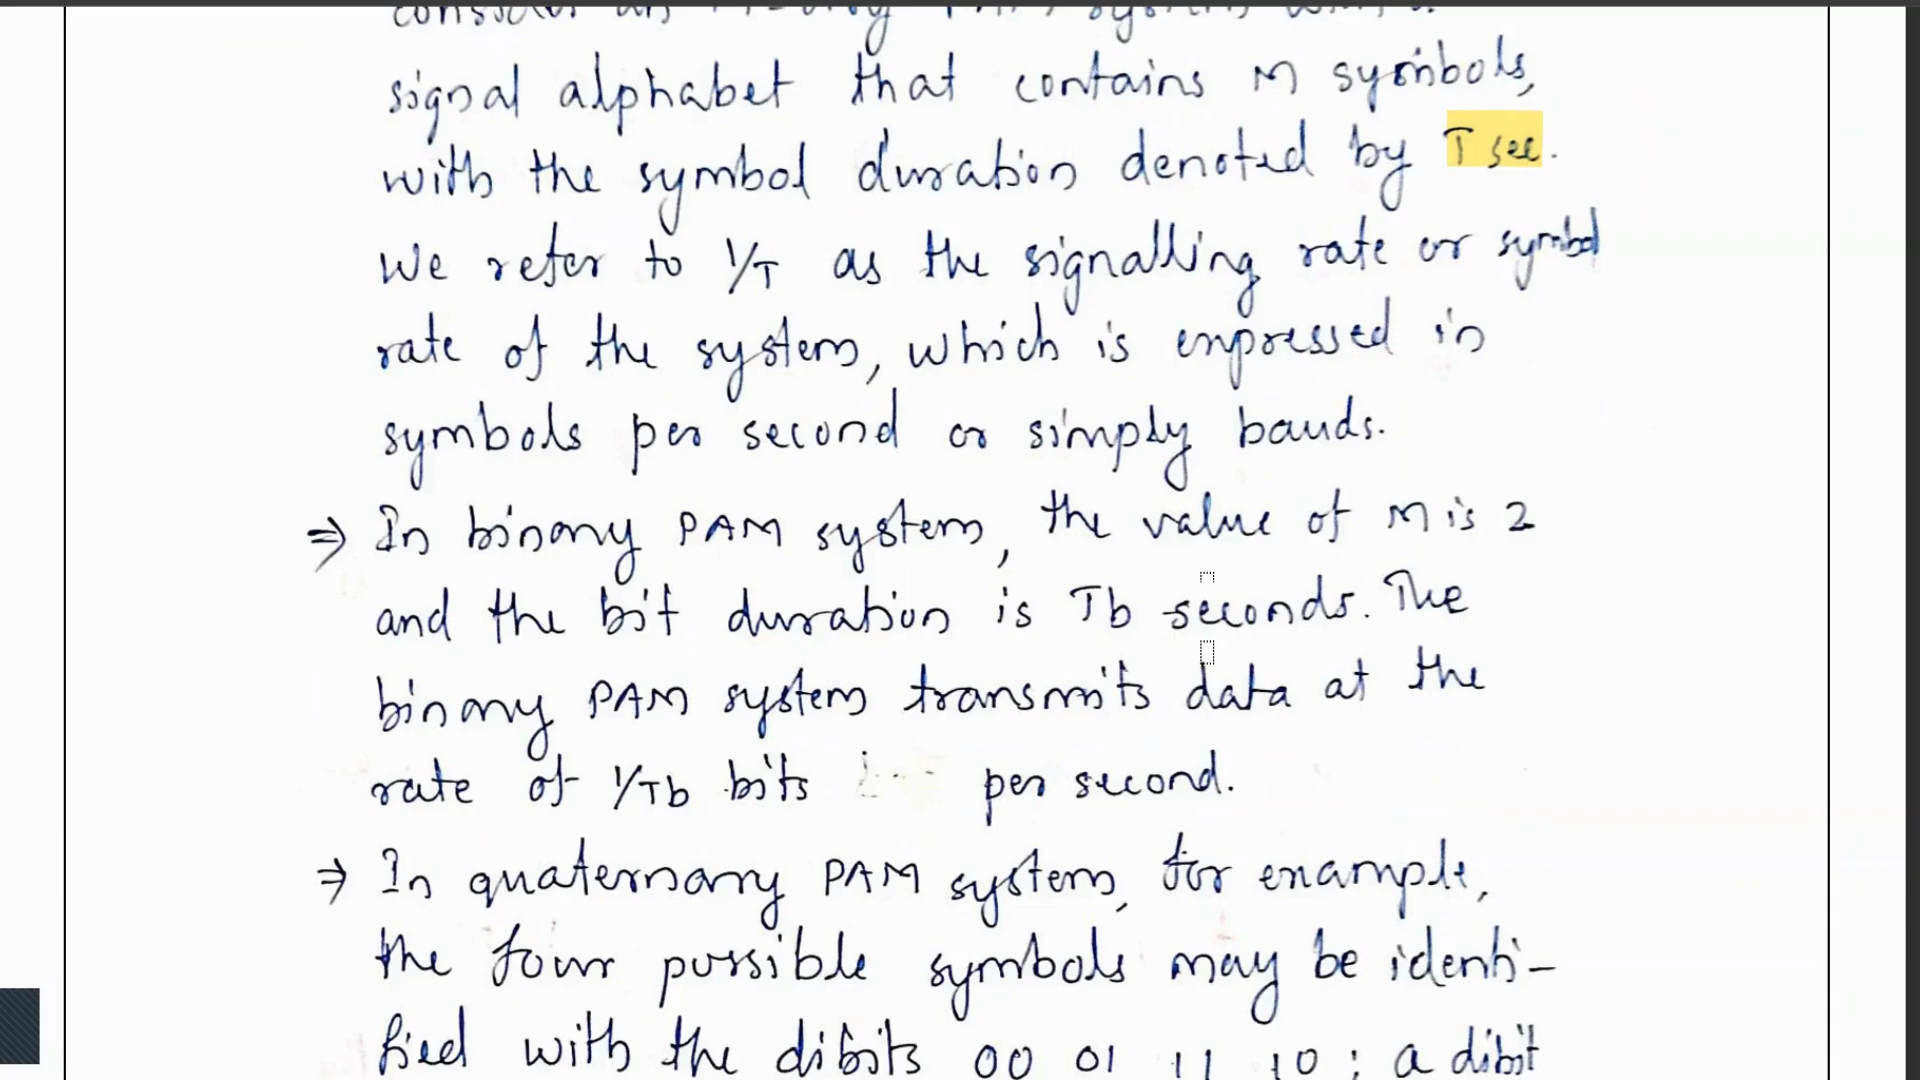 signal alphabet that contains M symbols,
with the symbol duration denoted by T sec.
We refer to 1/T as the signalling rate or symbol
rate of the system, which is expressed in
symbols per second or simply bauds.
⇒ In binary PAM system, the value of M is 2
and the bit duration is Tb seconds. The
binary PAM system transmits data at the
rate of 1/Tb bits per second.
⇒ In quaternary PAM system, for example,
the four possible symbols may be identi-
fied with the dibits 00 01 11 10 ; a dibit